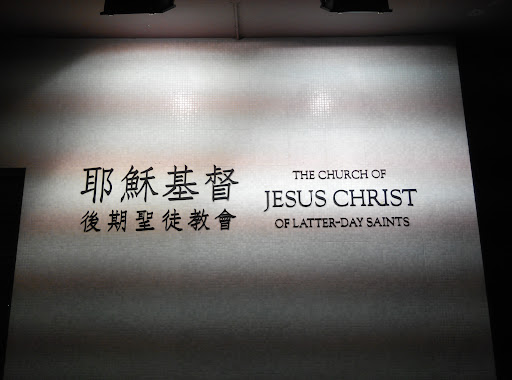 耶穌基督
後期聖徒教會
THE CHURCH OF
JESUS CHRIST
OF LATTER-DAY SAINTS